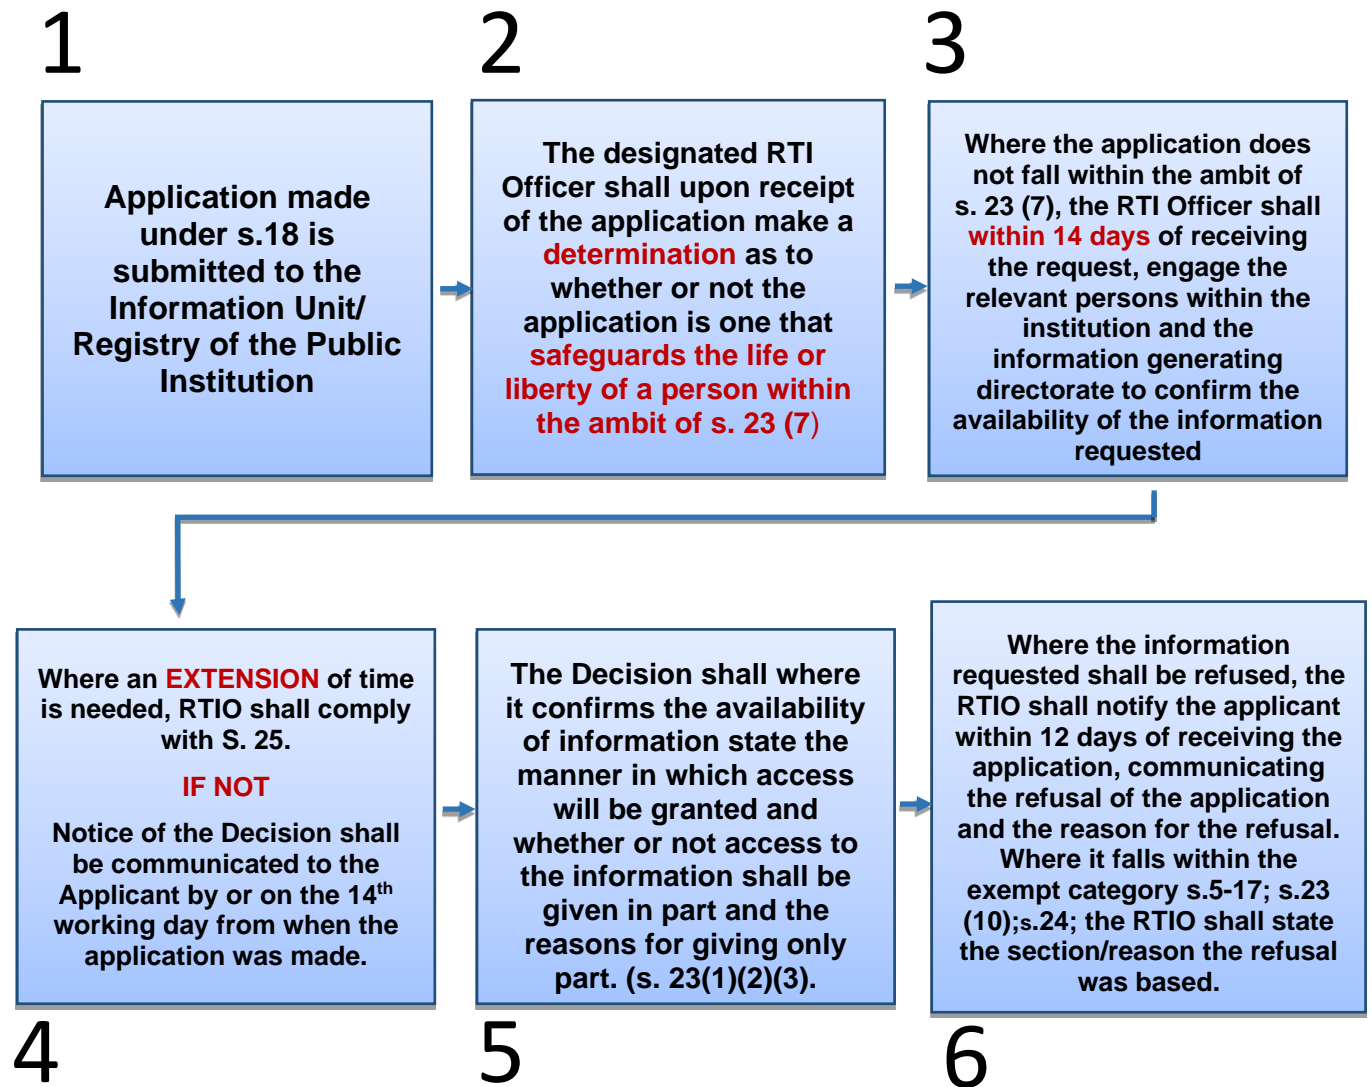 1
Application made
under s.18 is
submitted to the
Information Unit/
Registry of the Public
Institution
2
The designated RTI
Officer shall upon receipt
of the application make a
determination as to
whether or not the
application is one that
safeguards the life or
liberty of a person within
the ambit of s. 23 (7)
3
Where the application does
not fall within the ambit of
s. 23 (7), the RTI Officer shall
within 14 days of receiving
the request, engage the
relevant persons within the
institution and the
information generating
directorate to confirm the
availability of the information
requested
4
Where an EXTENSION of time
is needed, RTIO shall comply
with S. 25.
IF NOT
Notice of the Decision shall
be communicated to the
Applicant by or on the 14th
working day from when the
application was made.
5
The Decision shall where
it confirms the availability
of information state the
manner in which access
will be granted and
whether or not access to
the information shall be
given in part and the
reasons for giving only
part. (s. 23(1)(2)(3).
6
Where the information
requested shall be refused, the
RTIO shall notify the applicant
within 12 days of receiving the
application, communicating
the refusal of the application
and the reason for the refusal.
Where it falls within the
exempt category s.5-17; s.23
(10);s.24; the RTIO shall state
the section/reason the refusal
was based.